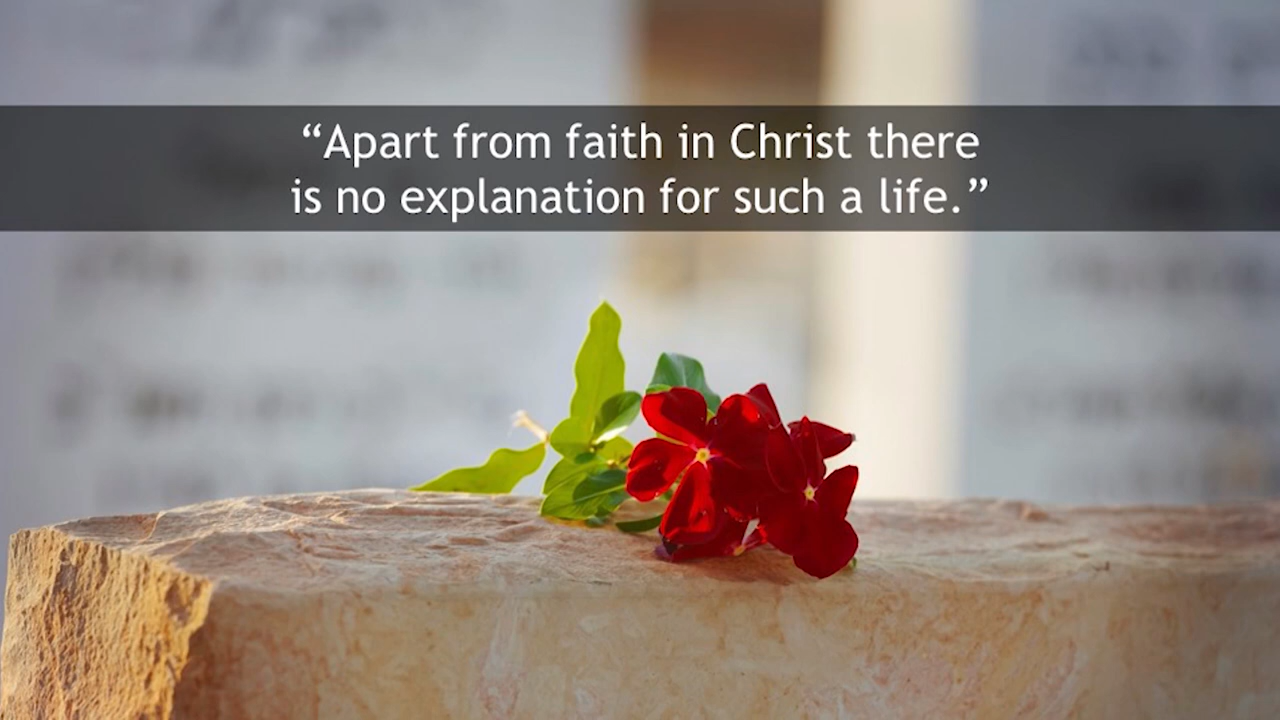 “Apart from faith in Christ there
is no explanation for such a life.”